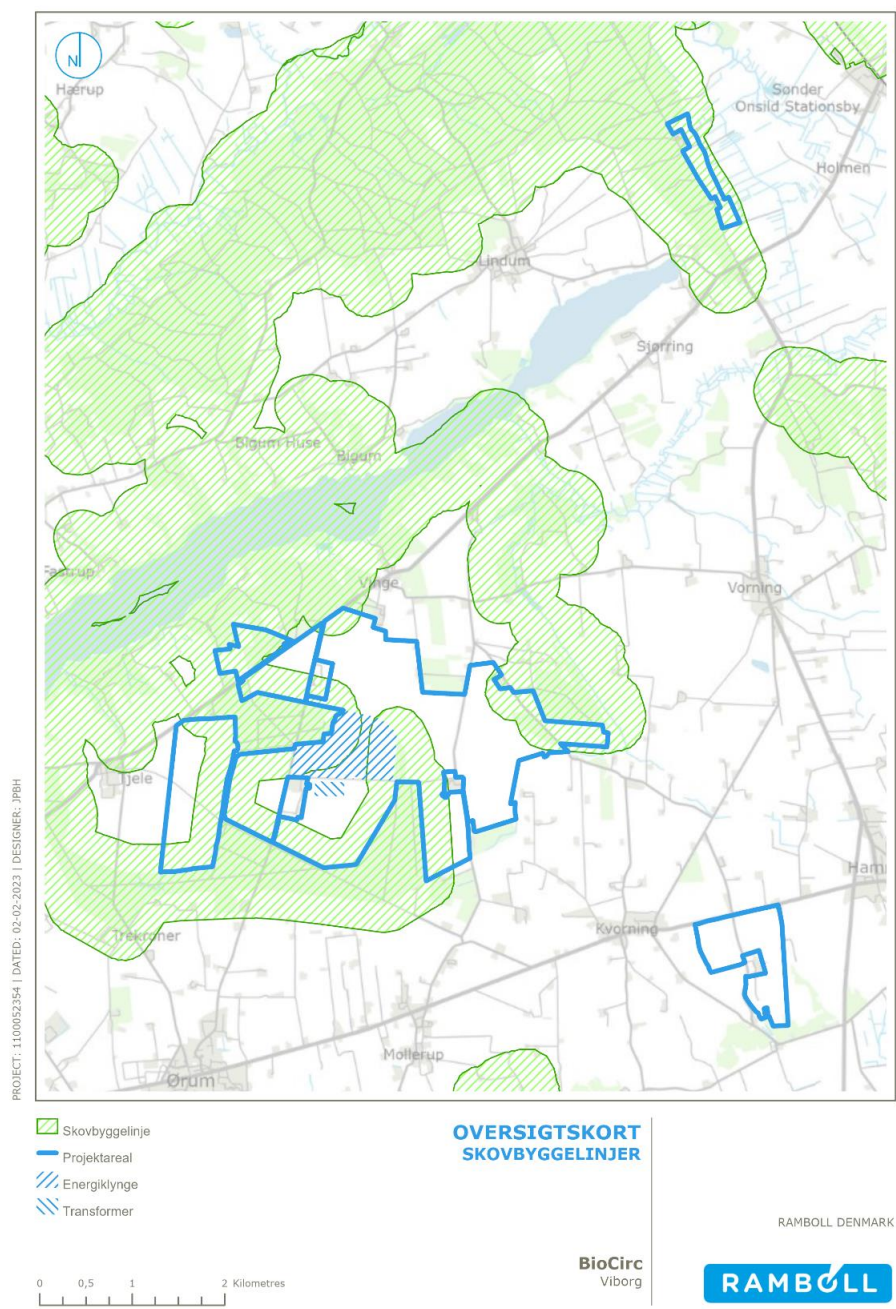 N
Hærup
Sønder
Onsild Stationsby
Holmen
Lindum
Sjørring
Bigum Huse
Bigum
Fastrup
Vinge
Vorning
Tjele
Ham
Trekroner
Kvorning
Mollerup
Ørum
PROJECT: 1100052354 | DATED: 02-02-2023 | DESIGNER: JPBH
Skovbyggelinje
Projektareal
Energiklynge
Transformer
0 0,5 1 2 Kilometres
OVERSIGTSKORT
SKOVBYGGELINJER
BioCirc
Viborg
RAMBOLL DENMARK
RAMBOLL